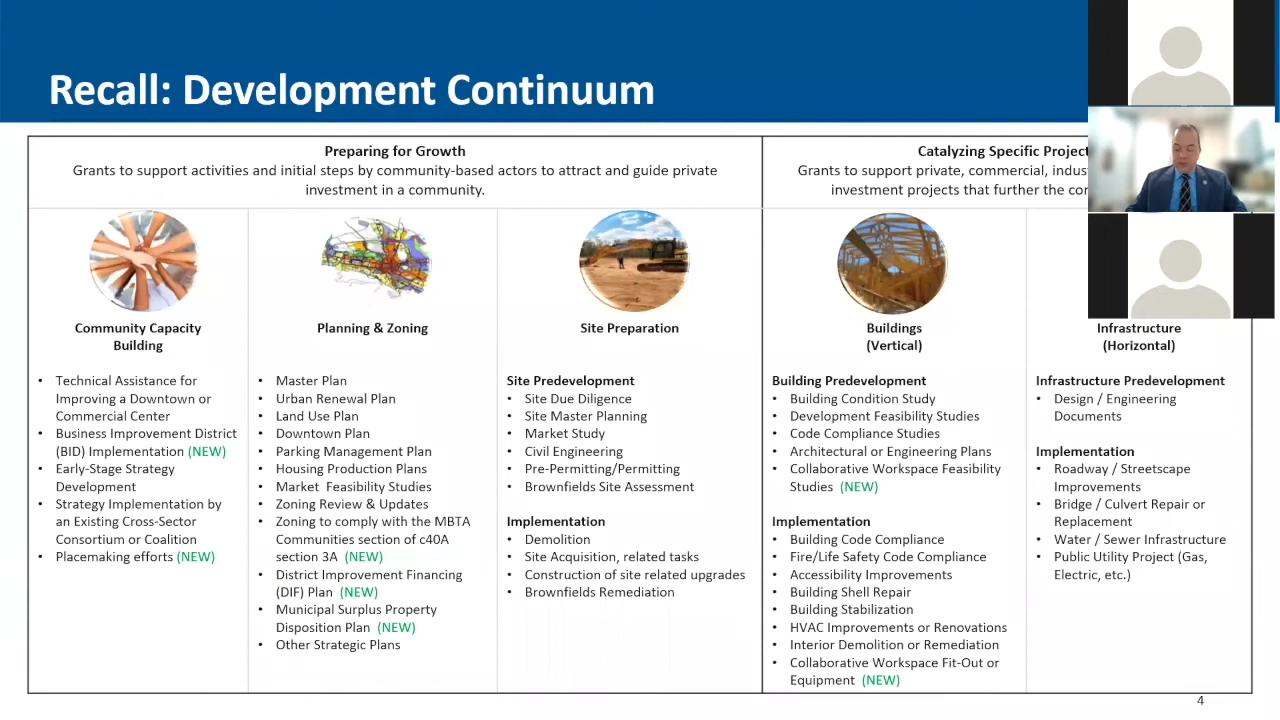 Recall: Development Continuum
Preparing for Growth
Grants to support activities and initial steps by community-based actors to attract and guide private
investment in a community.
Catalyzing Specific
Grants to support private, commercial,
investment projects that further the
Community Capacity
Building
• Technical Assistance for
Improving a Downtown or
Commercial Center
• Business Improvement District
(BID) Implementation (NEW)
• Early-Stage Strategy
Development
• Strategy Implementation by
an Existing Cross-Sector
Consortium or Coalition
• Placemaking efforts (NEW)
Planning & Zoning
• Master Plan
• Urban Renewal Plan
• Land Use Plan
• Downtown Plan
• Parking Management Plan
• Housing Production Plans
• Market Feasibility Studies
• Zoning Review & Updates
• Zoning to comply with the MBTA
Communities section of c40A
section 3A (NEW)
• District Improvement Financing
(DIF) Plan (NEW)
• Municipal Surplus Property
Disposition Plan (NEW)
• Other Strategic Plans
Site Preparation
Site Predevelopment
• Site Due Diligence
• Site Master Planning
• Market Study
• Civil Engineering
• Pre-Permitting/Permitting
• Brownfields Site Assessment
Implementation
• Demolition
• Site Acquisition, related tasks
• Construction of site related upgrades
• Brownfields Remediation
Buildings
(Vertical)
Building Predevelopment
• Building Condition Study
• Development Feasibility Studies
• Code Compliance Studies
• Architectural or Engineering Plans
• Collaborative Workspace Feasibility
Studies (NEW)
Implementation
• Building Code Compliance
• Fire/Life Safety Code Compliance
• Accessibility Improvements
• Building Shell Repair
• Building Stabilization
• HVAC Improvements or Renovations
• Interior Demolition or Remediation
• Collaborative Workspace Fit-Out or
Equipment (NEW)
Infrastructure
(Horizontal)
Infrastructure Predevelopment
• Design / Engineering
Documents
Implementation
• Roadway / Streetscape
Improvements
• Bridge / Culvert Repair or
Replacement
• Water / Sewer Infrastructure
• Public Utility Project (Gas,
Electric, etc.)
4